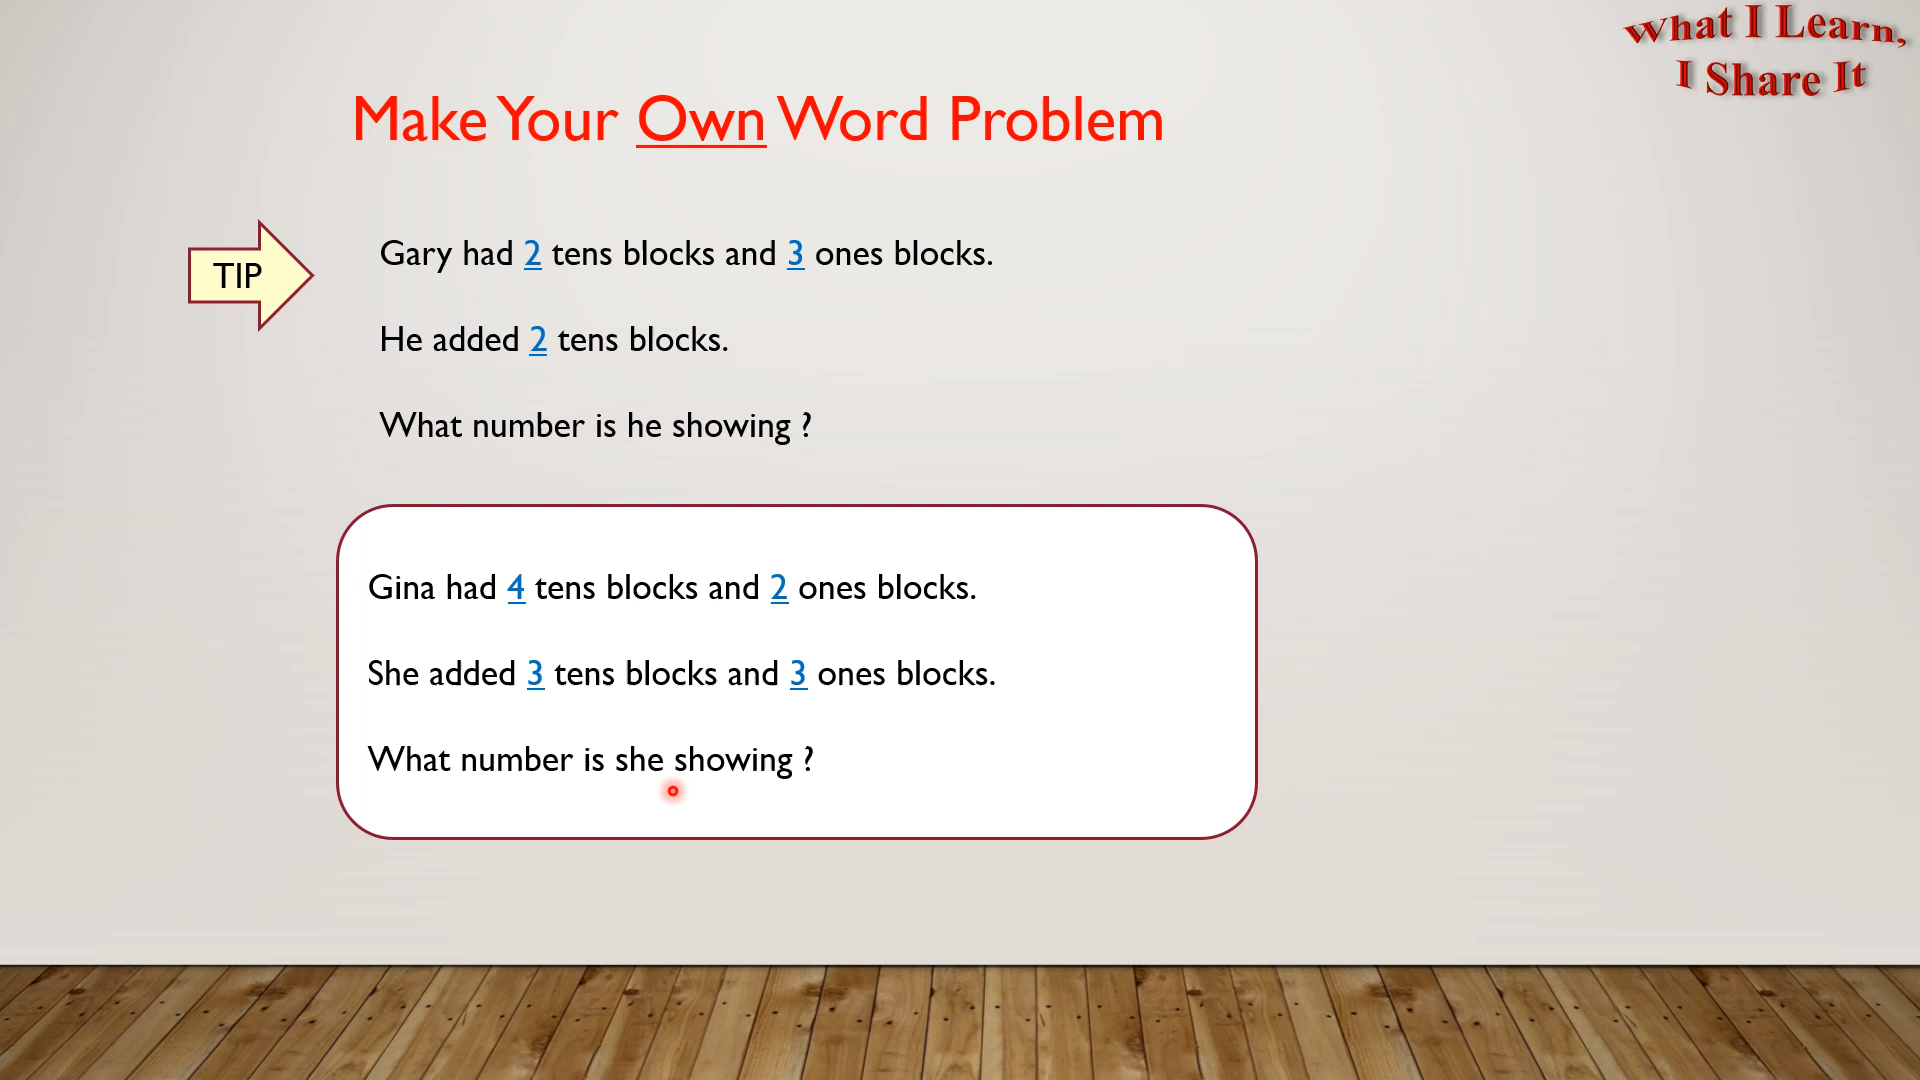 What I Learn,
I Share It
Make Your Own Word Problem
TIP
Gary had 2 tens blocks and 3 ones blocks.
He added 2 tens blocks.
What number is he showing ?
Gina had 4 tens blocks and 2 ones blocks.
She added 3 tens blocks and 3 ones blocks.
What number is she showing ?